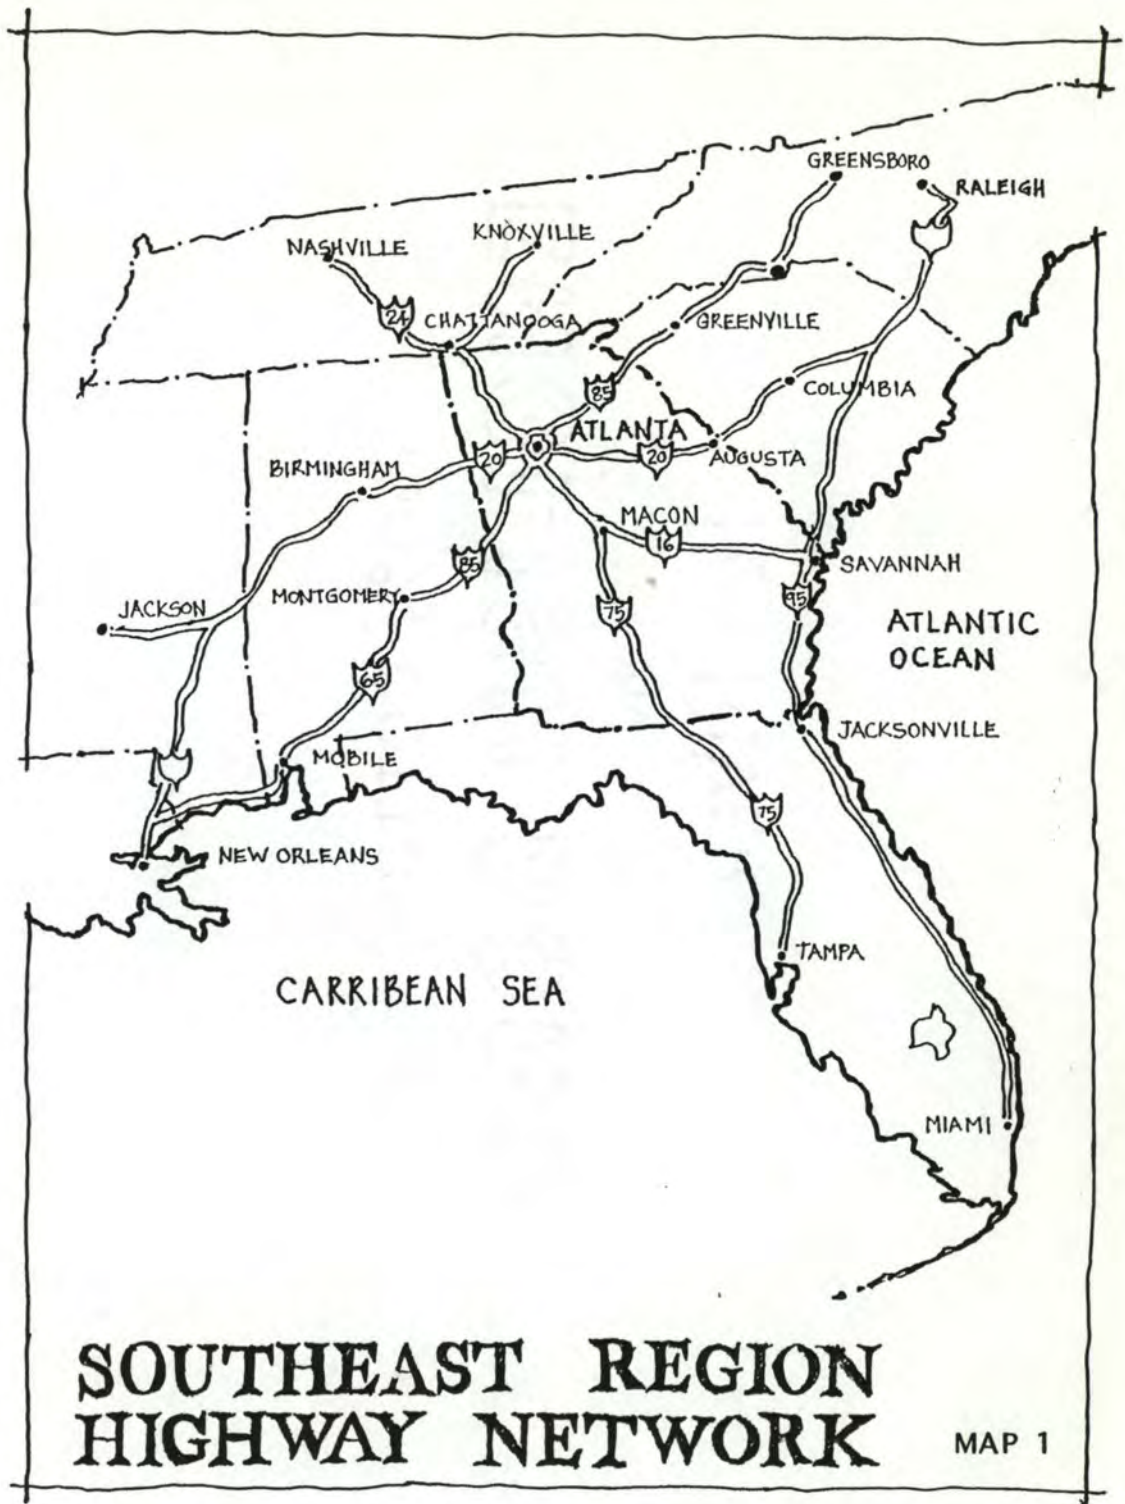 GREENSBORO
RALEIGH
NASHVILLE
KNOXVILLE
24
CHATTANOOGA
GREENVILLE
85
COLUMBIA
ATLANTA
20
20
AUGUSTA
BIRMINGHAM
MACON
16
SAVANNAH
85
MONTGOMERY
JACKSON
75
95
ATLANTIC
OCEAN
65
JACKSONVILLE
MOBILE
75
NEW ORLEANS
TAMPA
CARRIBEAN SEA
MIAMI
SOUTHEAST REGION
HIGHWAY NETWORK
MAP 1